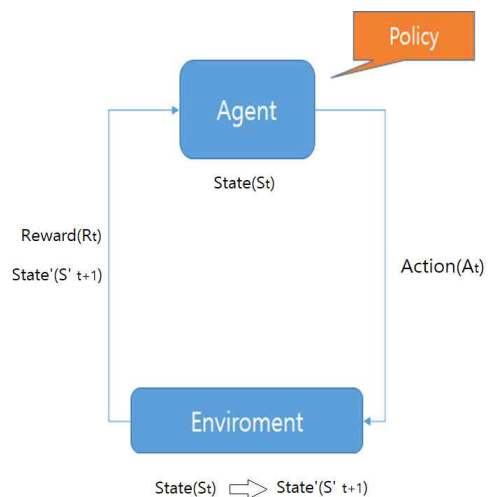 Policy
Agent
State(St)
Reward(Rt)
State'(S' t+1)
Action(At)
Enviroment
State(St) ⇨ State'(S' t+1)